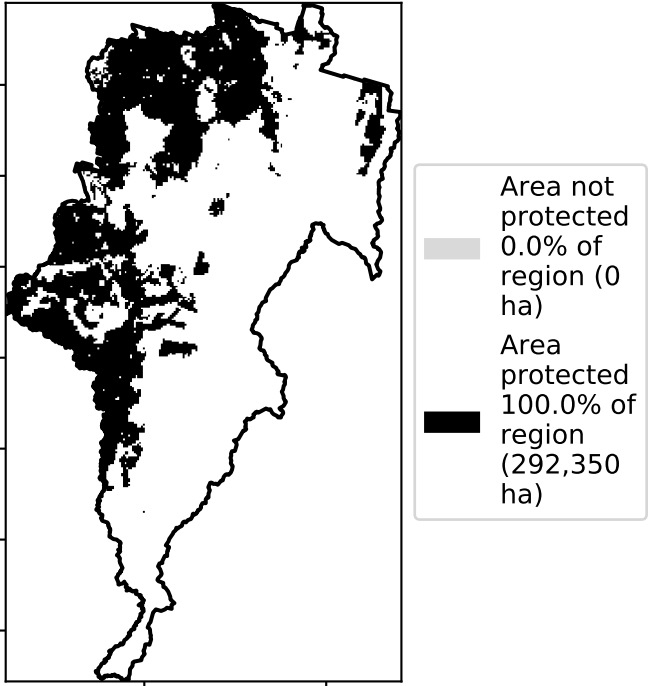 Area not
protected
0.0% of
region (0
ha)
Area
protected
100.0% of
region
(292,350
ha)